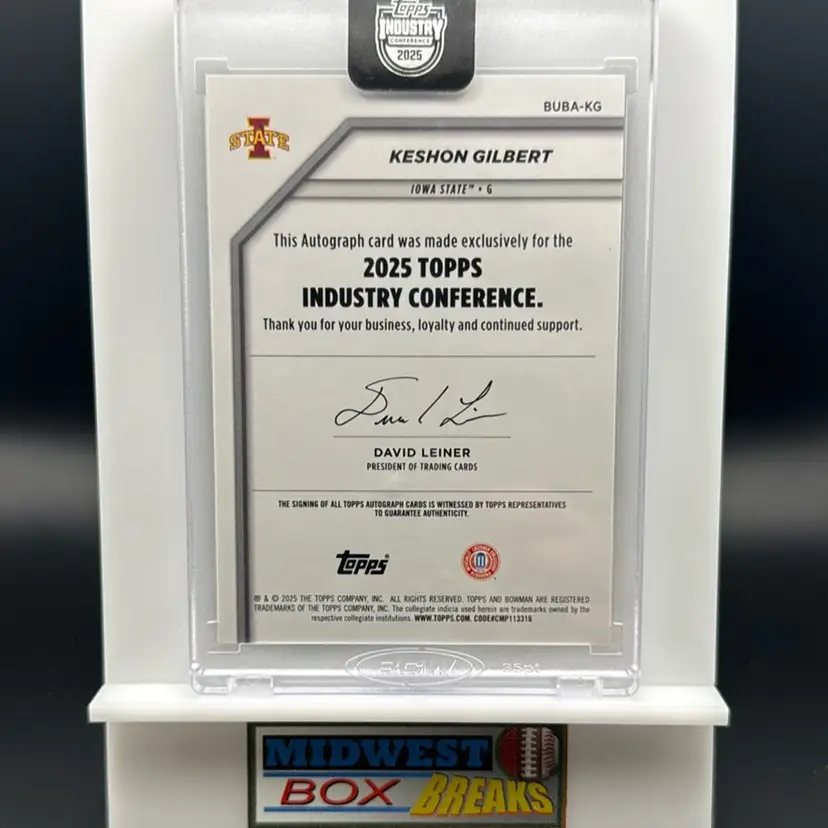 Topps
INDUSTRY
CONFERENCE
2025
BUBA-KG
STATE
KESHON GILBERT
IOWA STATE™ • G
This Autograph card was made exclusively for the
2025 TOPPS
INDUSTRY CONFERENCE.
Thank you for your business, loyalty and continued support.
DAVID LEINER
PRESIDENT OF TRADING CARDS
THE SIGNING OF ALL TOPPS AUTOGRAPH CARDS IS WITNESSED BY TOPPS REPRESENTATIVES
TO GUARANTEE AUTHENTICITY.
Topps®
® & © 2025 THE TOPPS COMPANY, INC. ALL RIGHTS RESERVED. TOPPS AND BOWMAN ARE REGISTERED
TRADEMARKS OF THE TOPPS COMPANY, INC. The collegiate indicia used herein are trademarks owned by the
respective collegiate institutions. WWW.TOPPS.COM. CODE#CMP113316
35pt
MIDWEST
BOX BREAKS